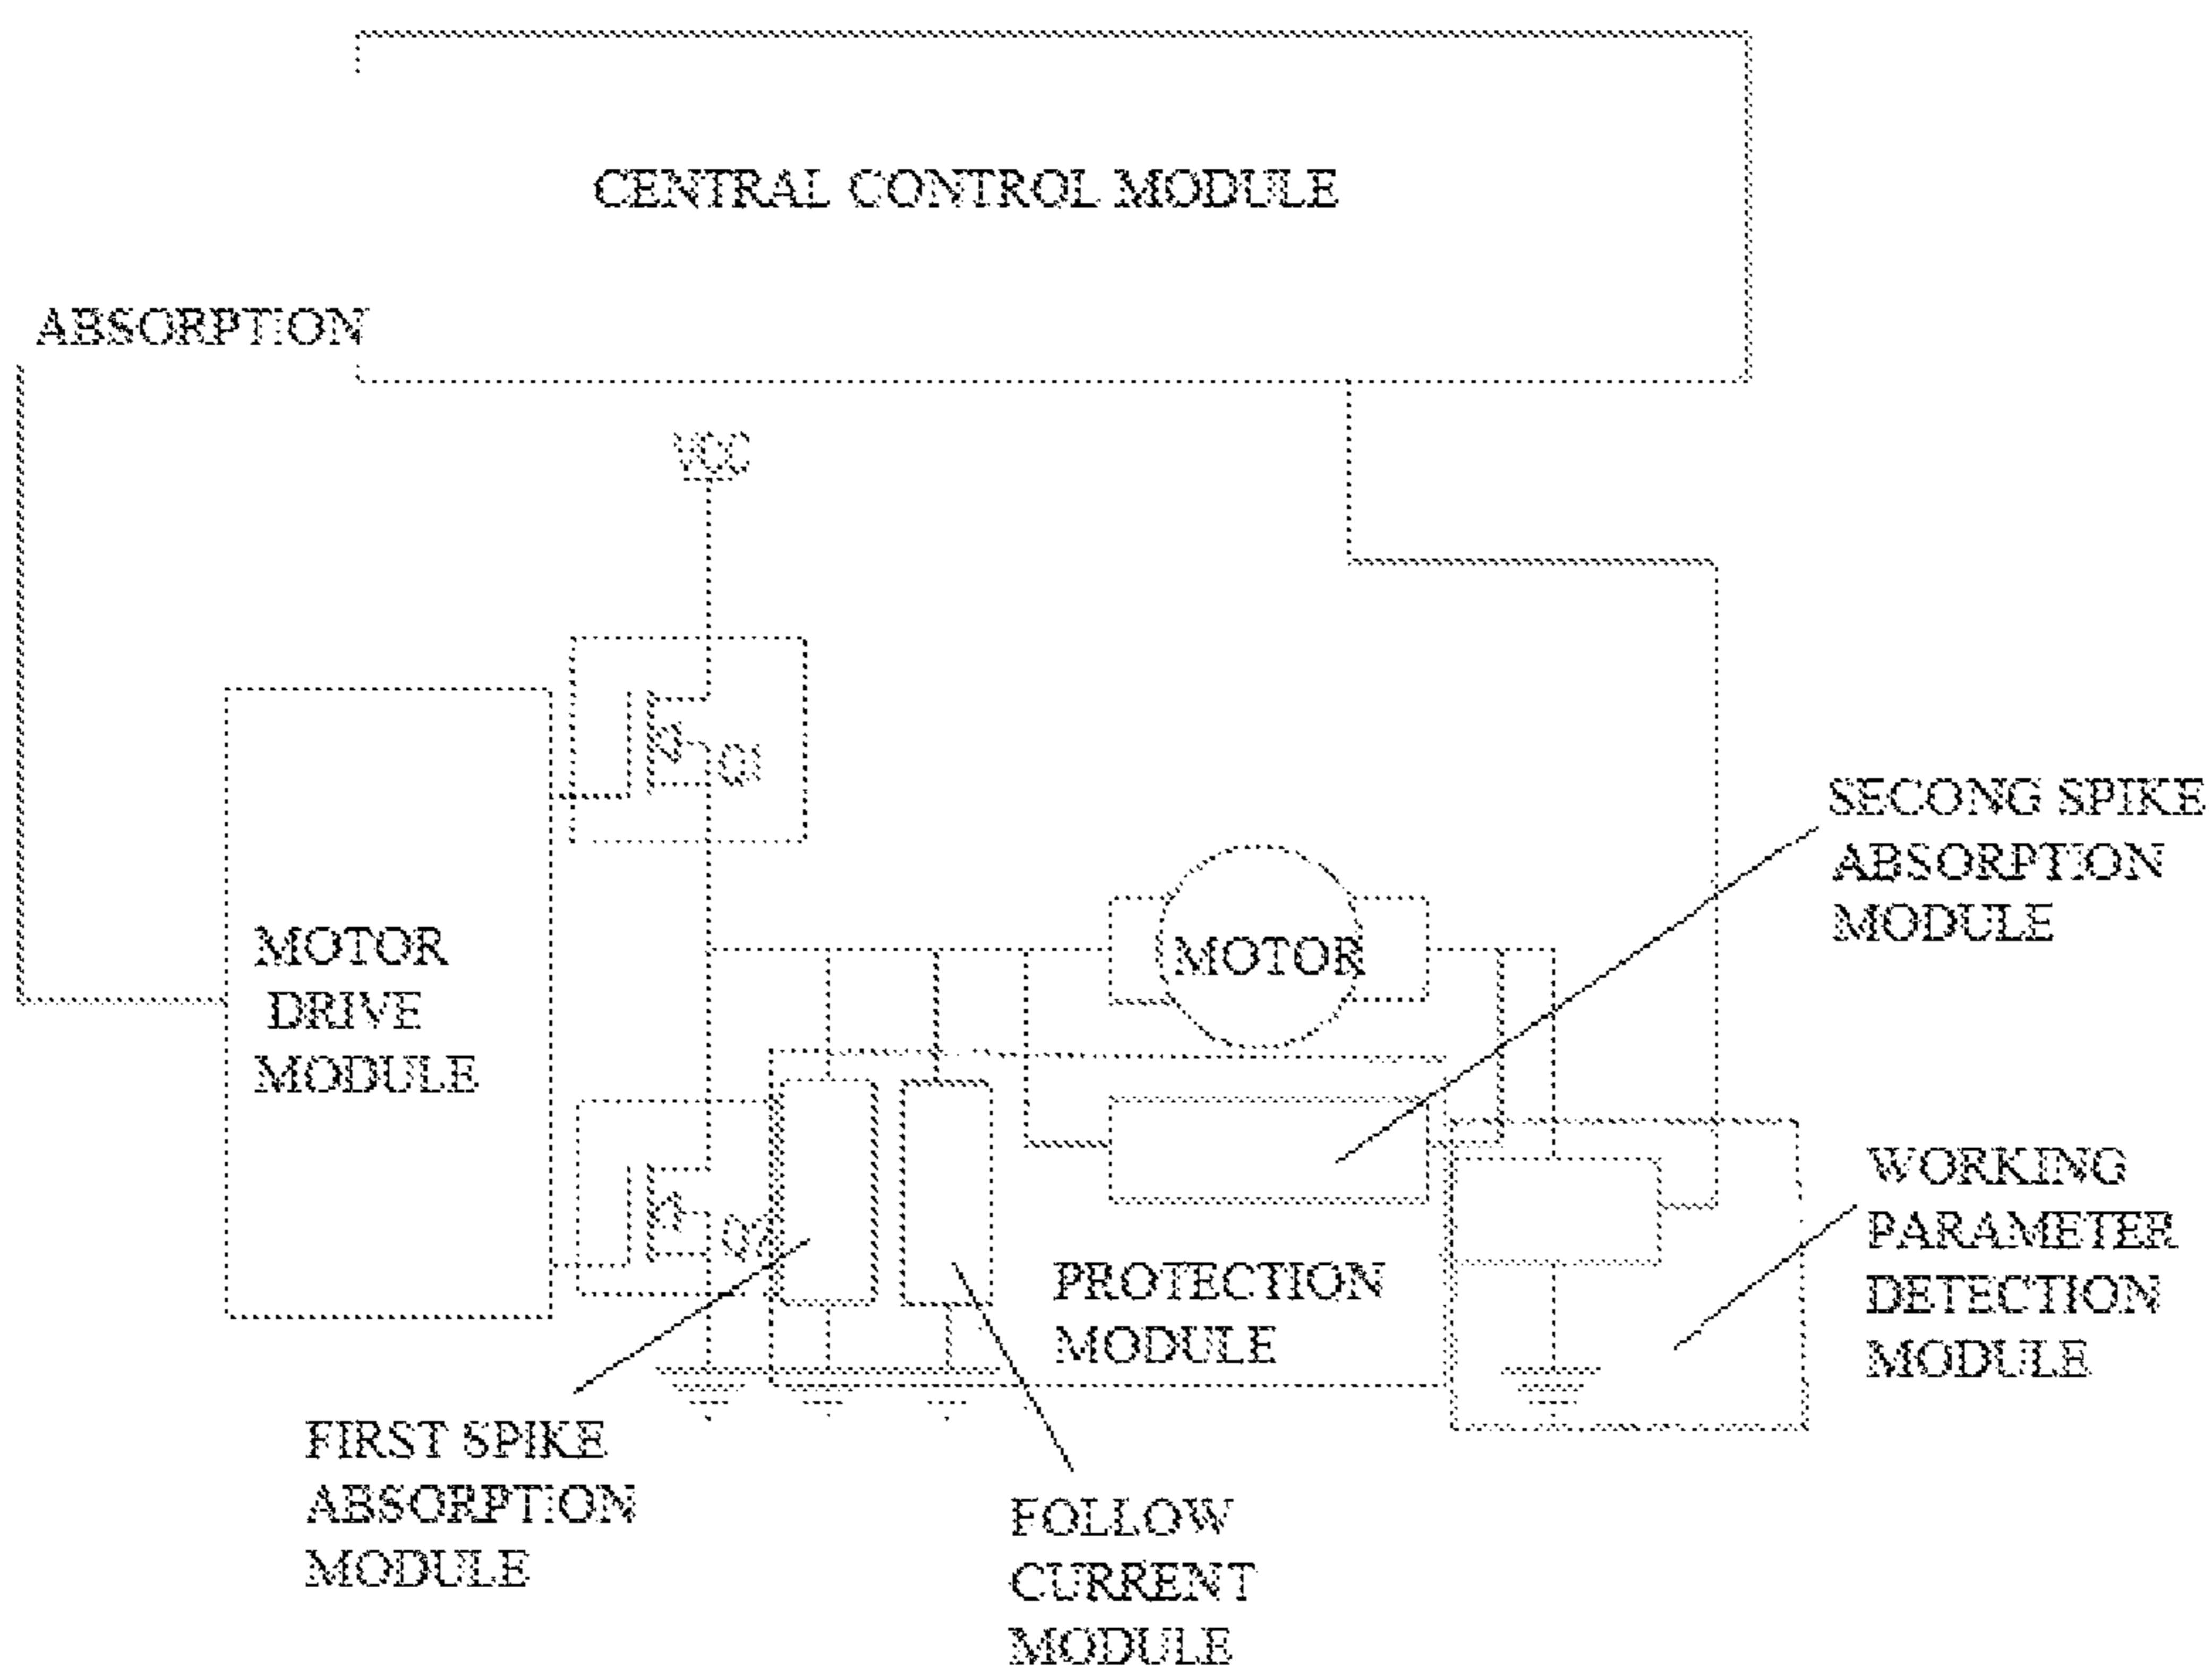 CENTRAL CONTROL MODULE
ABSORPTION
VCC
Q1
SECONG SPIKE
ABSORPTION
MODULE
MOTOR
DRIVE
MODULE
MOTOR
WORKING
PARAMETER
DETECTION
MODULE
PROTECTION
MODULE
FIRST SPIKE
ABSORPTION
MODULE
FOLLOW
CURRENT
MODULE